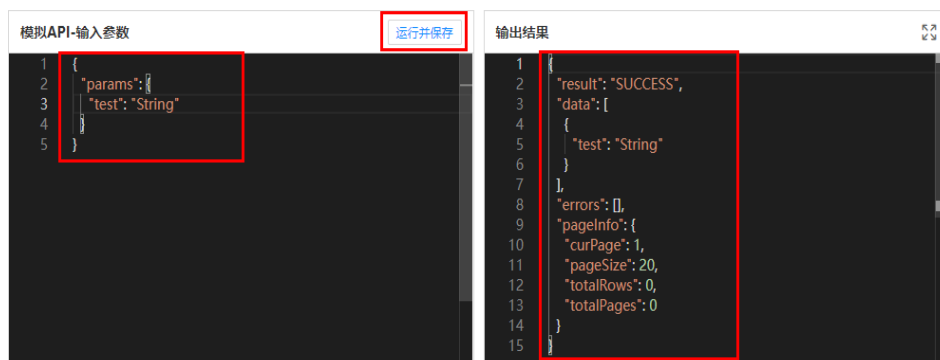 模拟API-输入参数
运行并保存
1 {
2 "params": {
3 "test": "String"
4 }
5 }
输出结果
1 {
2 "result": "SUCCESS",
3 "data": [
4 {
5 "test": "String"
6 }
7 ],
8 "errors": [],
9 "pageInfo": {
10 "curPage": 1,
11 "pageSize": 20,
12 "totalRows": 0,
13 "totalPages": 0
14 }
15 }